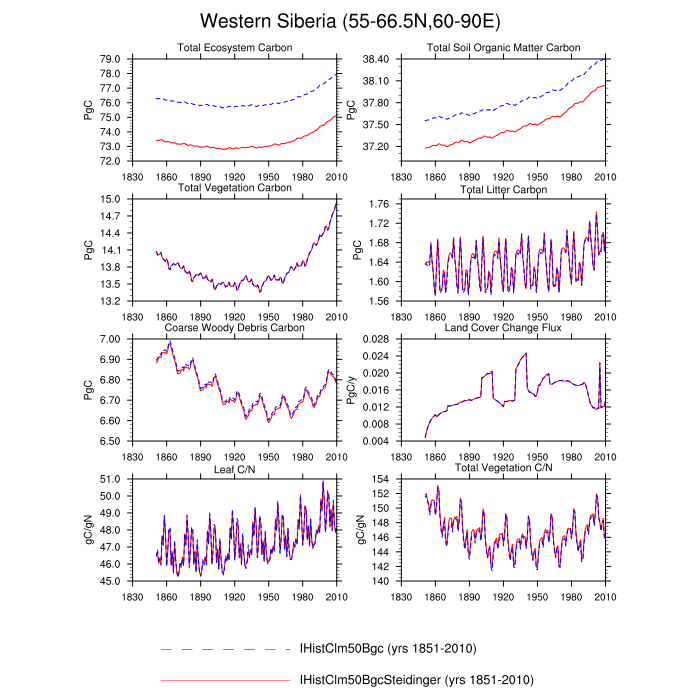 Western Siberia (55-66.5N,60-90E)
Total Ecosystem Carbon
PgC
79.0
78.0
77.0
76.0
75.0
74.0
73.0
72.0
1830 1860 1890 1920 1950 1980 2010
Total Soil Organic Matter Carbon
PgC
38.40
38.10
37.80
37.50
37.20
1830 1860 1890 1920 1950 1980 2010
Total Vegetation Carbon
PgC
15.0
14.7
14.4
14.1
13.8
13.5
13.2
1830 1860 1890 1920 1950 1980 2010
Total Litter Carbon
PgC
1.76
1.72
1.68
1.64
1.60
1.56
1830 1860 1890 1920 1950 1980 2010
Coarse Woody Debris Carbon
PgC
7.00
6.90
6.80
6.70
6.60
6.50
1830 1860 1890 1920 1950 1980 2010
Land Cover Change Flux
PgC/y
0.028
0.024
0.020
0.016
0.012
0.008
0.004
1830 1860 1890 1920 1950 1980 2010
Leaf C/N
gC/gN
51.0
50.0
49.0
48.0
47.0
46.0
45.0
1830 1860 1890 1920 1950 1980 2010
Total Vegetation C/N
gC/gN
154
152
150
148
146
144
142
140
1830 1860 1890 1920 1950 1980 2010
IHistClm50Bgc (yrs 1851-2010)
IHistClm50BgcSteidinger (yrs 1851-2010)